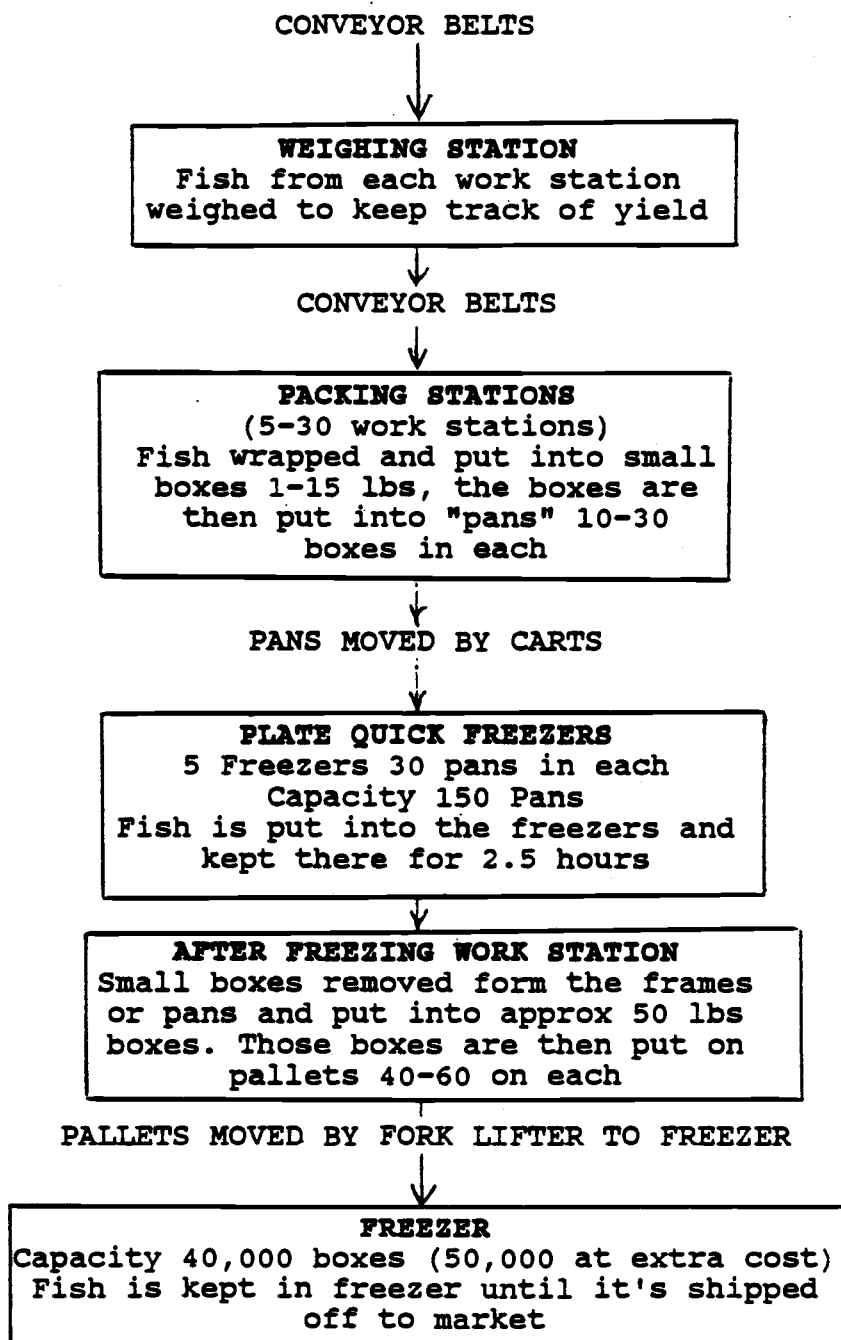 CONVEYOR BELTS
WEIGHING STATION
Fish from each work station
weighed to keep track of yield
CONVEYOR BELTS
PACKING STATIONS
(5-30 work stations)
Fish wrapped and put into small
boxes 1-15 lbs, the boxes are
then put into "pans" 10-30
boxes in each
PANS MOVED BY CARTS
PLATE QUICK FREEZERS
5 Freezers 30 pans in each
Capacity 150 Pans
Fish is put into the freezers and
kept there for 2.5 hours
AFTER FREEZING WORK STATION
Small boxes removed form the frames
or pans and put into approx 50 lbs
boxes. Those boxes are then put on
pallets 40-60 on each
PALLETS MOVED BY FORK LIFTER TO FREEZER
FREEZER
Capacity 40,000 boxes (50,000 at extra cost)
Fish is kept in freezer until it's shipped
off to market